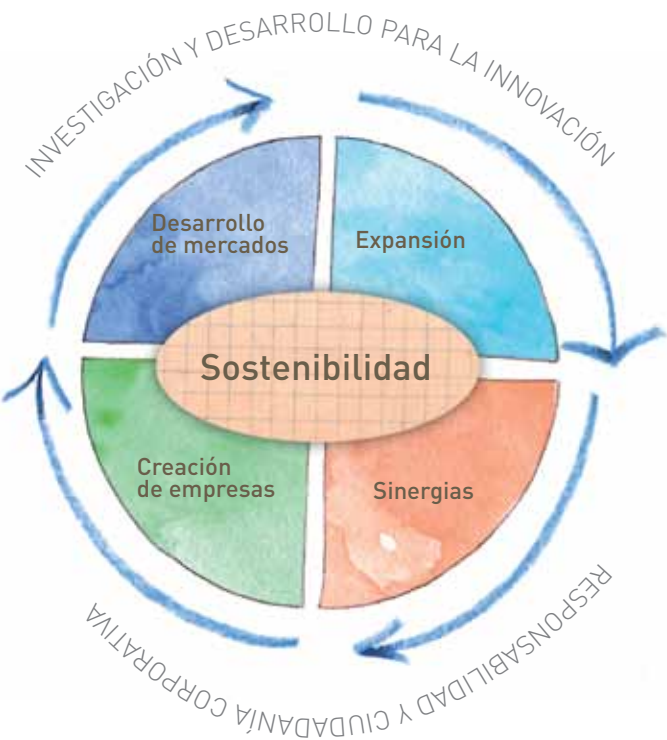 INVESTIGACIÓN Y DESARROLLO PARA LA INNOVACIÓN
Desarrollo
de mercados
Expansión
Sostenibilidad
Creación
de empresas
Sinergias
RESPONSABILIDAD Y CIUDADANÍA CORPORATIVA